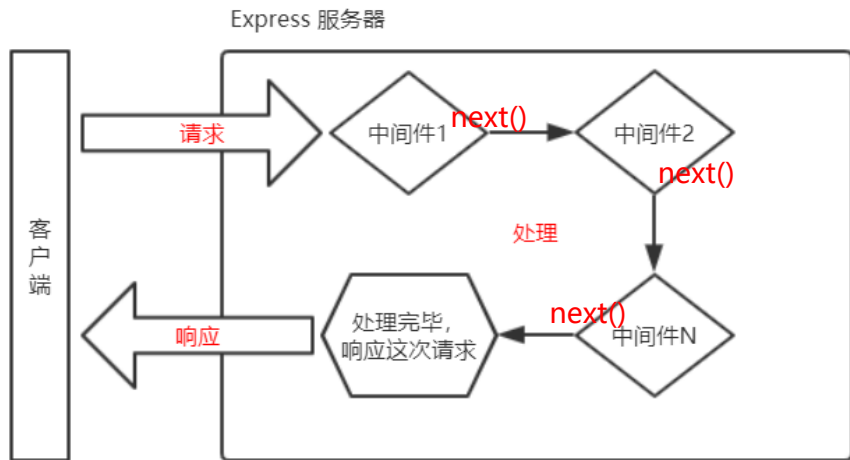 Express 服务器
客户端
请求
中间件1
next()
中间件2
next()
处理
next()
中间件N
处理完毕，
响应这次请求
响应